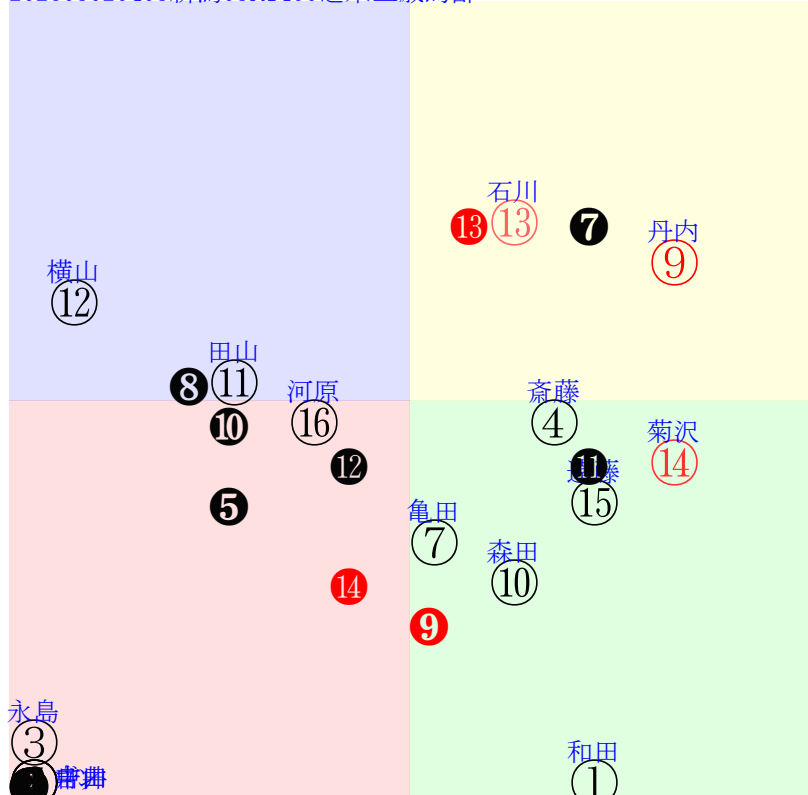 石川
⓭ ⑬ ❼
丹内
⑨
横山
⑫
田山
❽ ⑪
河原 斎藤
❿ ⑯ ④
菊沢
⓬ ⓫ ⑭
遠藤
❺ ⑮
亀田
⑦
森田
⓮ ⑩
❾
永島
③
和田
①